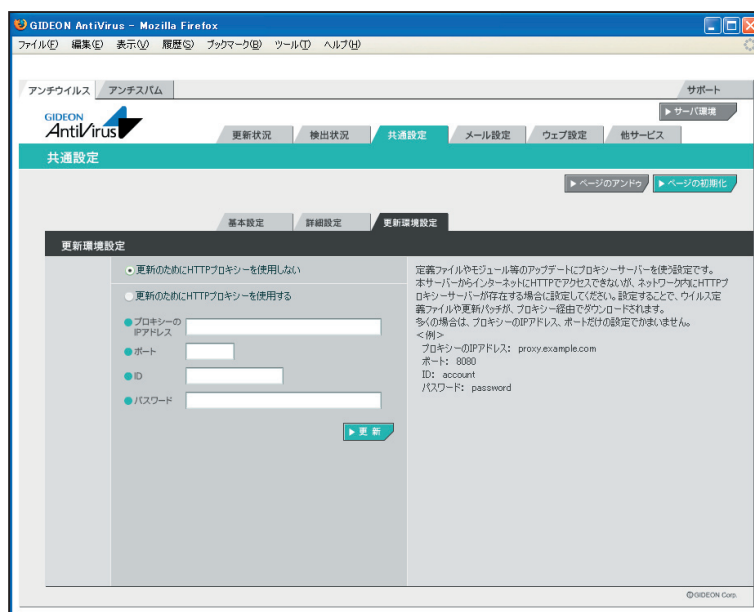 GIDEON AntiVirus - Mozilla Firefox
ファイル(F) 編集(E) 表示(V) 履歴(S) ブックマーク(B) ツール(T) ヘルプ(H)
アンチウイルス アンチスパム サポート
GIDEON
AntiVirus
▶サーバ環境
更新状況 検出状況 共通設定 メール設定 ウェブ設定 他サービス
共通設定
▶ページのアンドゥ ▶ページの初期化
基本設定 詳細設定 更新環境設定
更新環境設定
更新のためにHTTPプロキシーを使用しない
更新のためにHTTPプロキシーを使用する
プロキシーの
IPアドレス
ポート
ID
パスワード
▶更 新
定義ファイルやモジュール等のアップデートにプロキシーサーバーを使う設定です。
本サーバーからインターネットにHTTPでアクセスできないが、ネットワーク内にHTTPプ
ロキシーサーバーが存在する場合に設定してください。設定することで、ウイルス定
義ファイルや更新パッチが、プロキシー経由でダウンロードされます。
多くの場合は、プロキシーのIPアドレス、ポートだけの設定でかまいません。
<例>
プロキシーのIPアドレス: proxy.example.com
ポート: 8080
ID: account
パスワード: password
©GIDEON Corp.